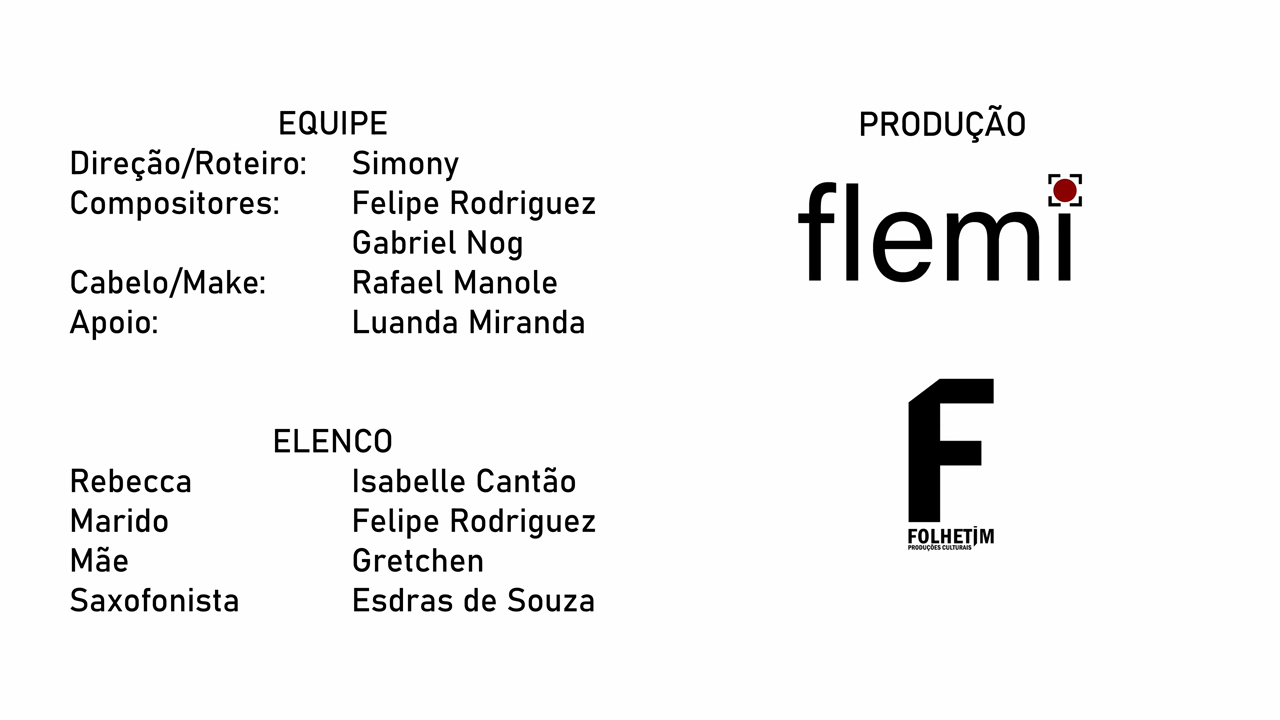 EQUIPE
Direção/Roteiro: Simony
Compositores: Felipe Rodriguez
Gabriel Nog
Cabelo/Make: Rafael Manole
Apoio: Luanda Miranda
ELENCO
Rebecca Isabelle Cantão
Marido Felipe Rodriguez
Mãe Gretchen
Saxofonista Esdras de Souza
PRODUÇÃO
flemi
F
FOLHETIM
PRODUÇÕES CULTURAIS